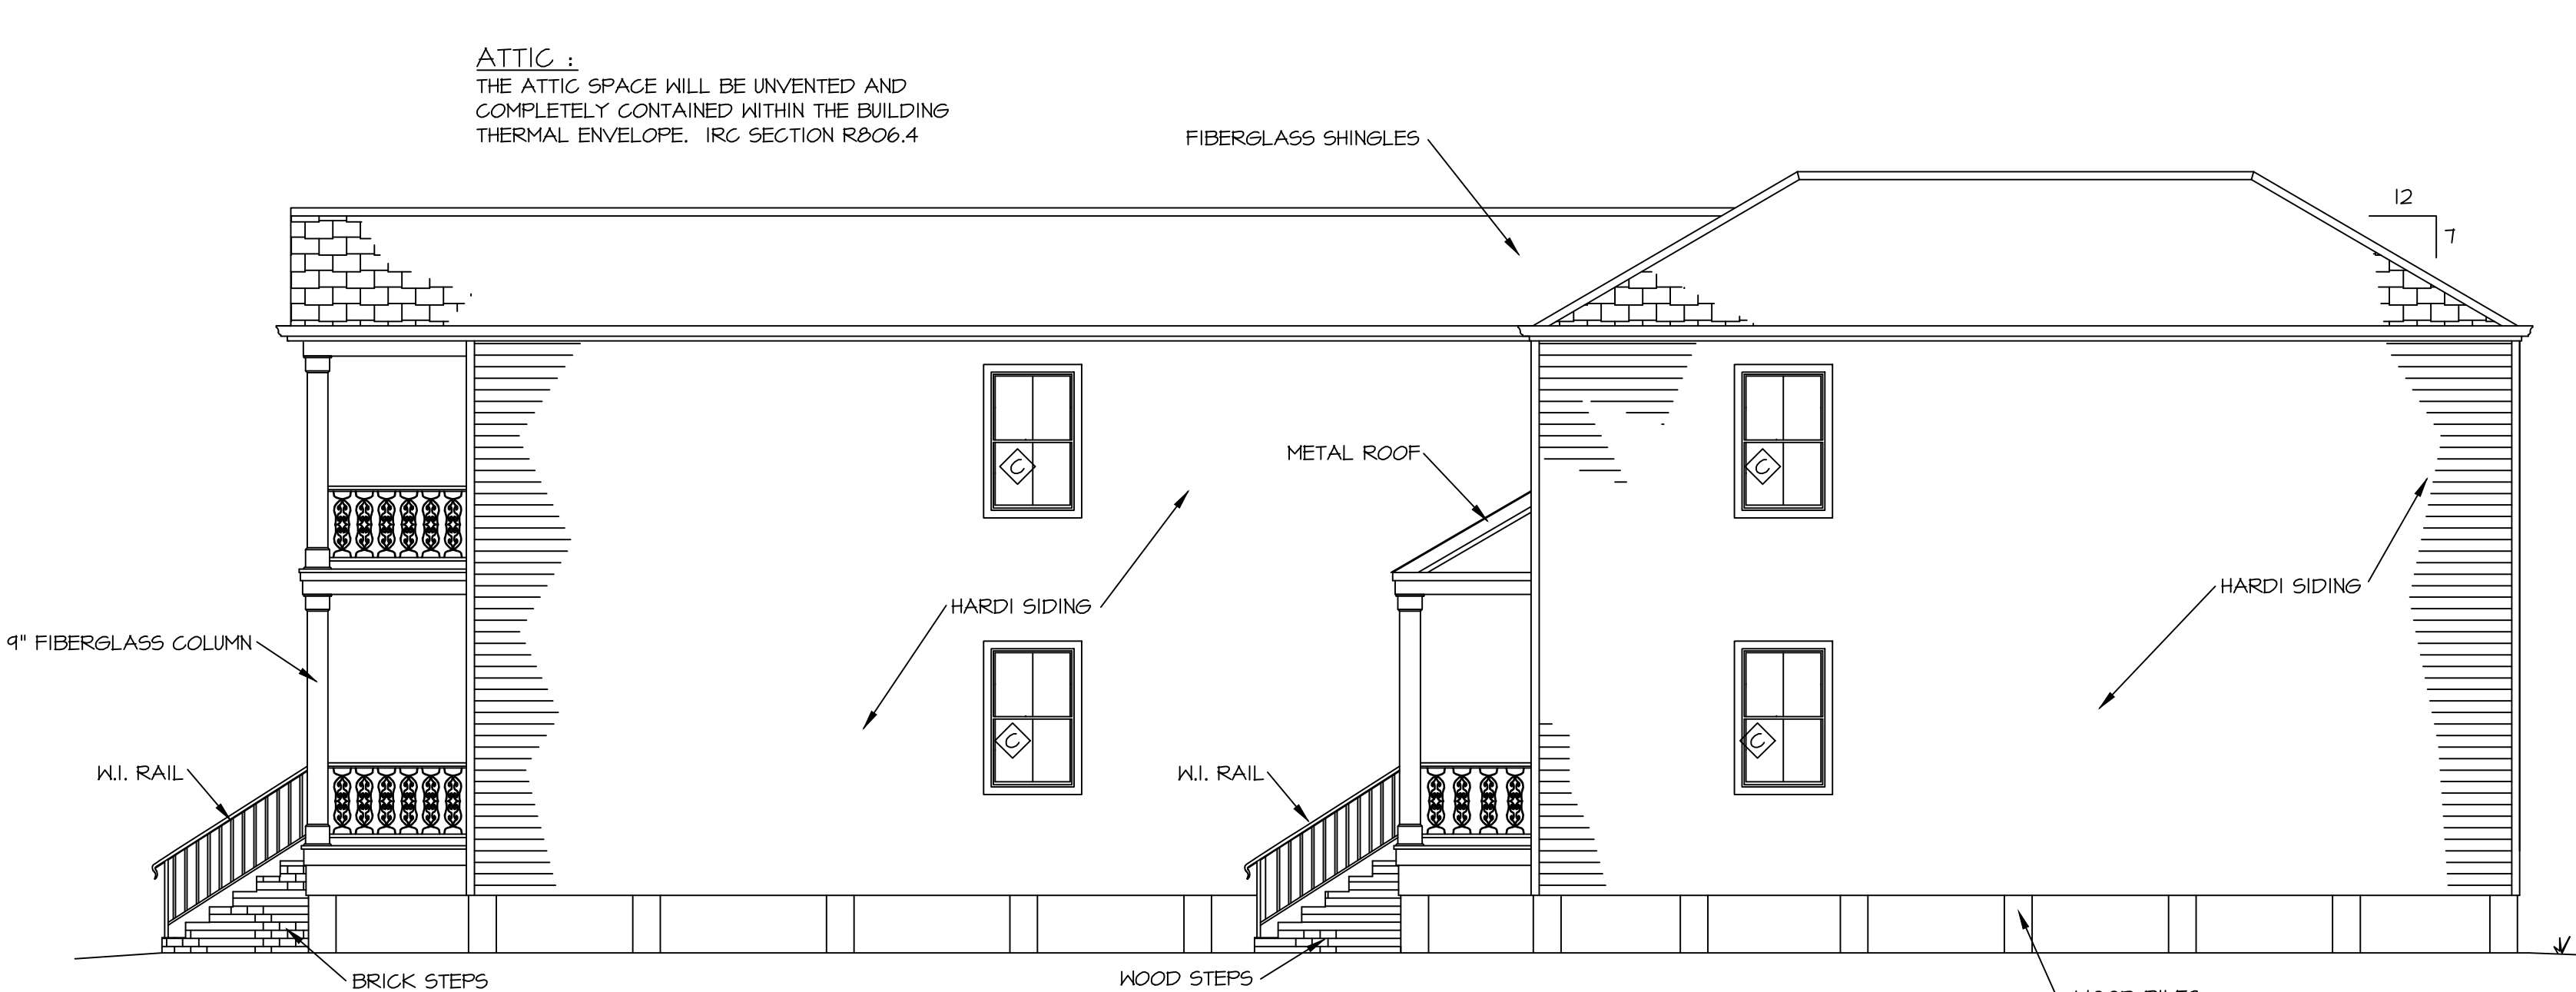 ATTIC :
THE ATTIC SPACE WILL BE UNVENTED AND
COMPLETELY CONTAINED WITHIN THE BUILDING
THERMAL ENVELOPE. IRC SECTION R806.4
FIBERGLASS SHINGLES
12
7
METAL ROOF
C
C
HARDI SIDING
HARDI SIDING
9" FIBERGLASS COLUMN
C
C
W.I. RAIL
W.I. RAIL
BRICK STEPS
WOOD STEPS